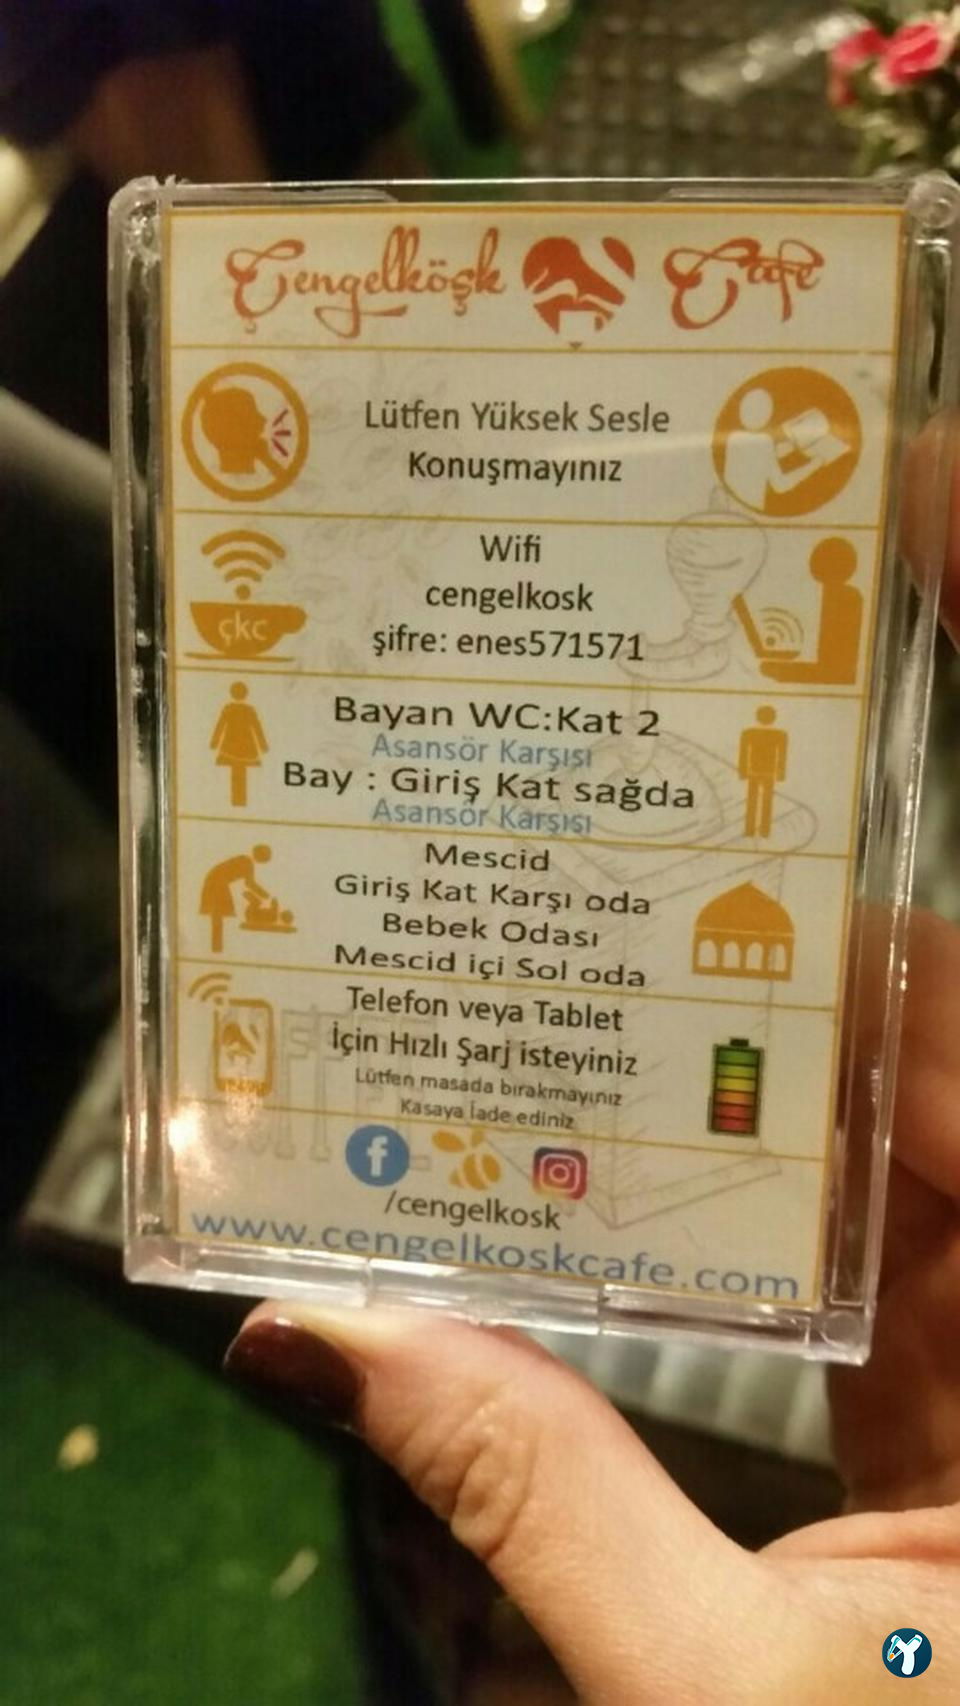 Çengelköşk Cafe
Lütfen Yüksek Sesle
Konuşmayınız
Wifi
cengelkosk
çkc
şifre: enes571571
Bayan WC:Kat 2
Asansör Karşısı
Bay : Giriş Kat sağda
Asansör Karşısı
Mescid
Giriş Kat Karşı oda
Bebek Odası
Mescid içi Sol oda
Telefon veya Tablet
İçin Hızlı Şarj isteyiniz
Lütfen masada bırakmayınız
Kasaya İade ediniz
/cengelkosk
www.cengelkoskcafe.com